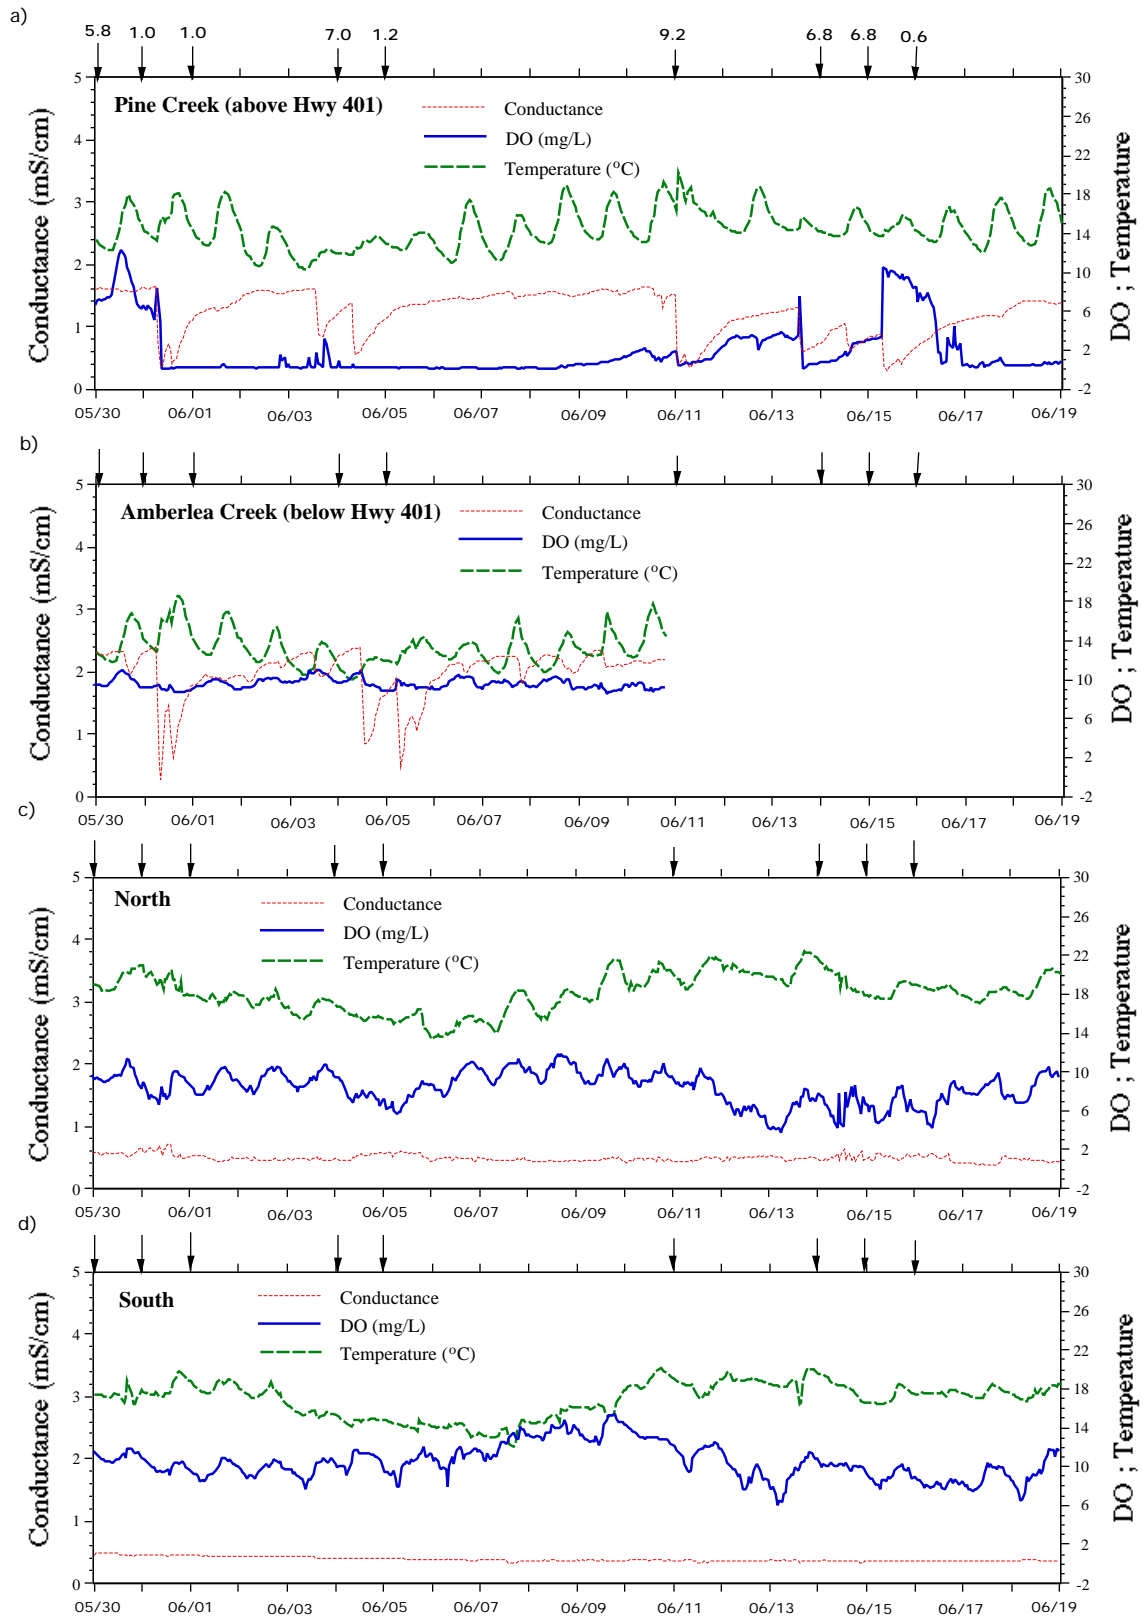 a)
5.8 1.0 1.0 7.0 1.2 9.2 6.8 6.8 0.6
Pine Creek (above Hwy 401)
Conductance
DO (mg/L)
Temperature (°C)
Conductance (mS/cm)
5
4
3
2
1
0
DO ; Temperature
30
26
22
18
14
10
6
2
-2
05/30 06/01 06/03 06/05 06/07 06/09 06/11 06/13 06/15 06/17 06/19
b)
Amberlea Creek (below Hwy 401)
Conductance
DO (mg/L)
Temperature (°C)
Conductance (mS/cm)
5
4
3
2
1
0
DO ; Temperature
30
26
22
18
14
10
6
2
-2
05/30 06/01 06/03 06/05 06/07 06/09 06/11 06/13 06/15 06/17 06/19
c)
North
Conductance
DO (mg/L)
Temperature (°C)
Conductance (mS/cm)
5
4
3
2
1
0
DO ; Temperature
30
26
22
18
14
10
6
2
-2
05/30 06/01 06/03 06/05 06/07 06/09 06/11 06/13 06/15 06/17 06/19
d)
South
Conductance
DO (mg/L)
Temperature (°C)
Conductance (mS/cm)
5
4
3
2
1
0
DO ; Temperature
30
26
22
18
14
10
6
2
-2
05/30 06/01 06/03 06/05 06/07 06/09 06/11 06/13 06/15 06/17 06/19